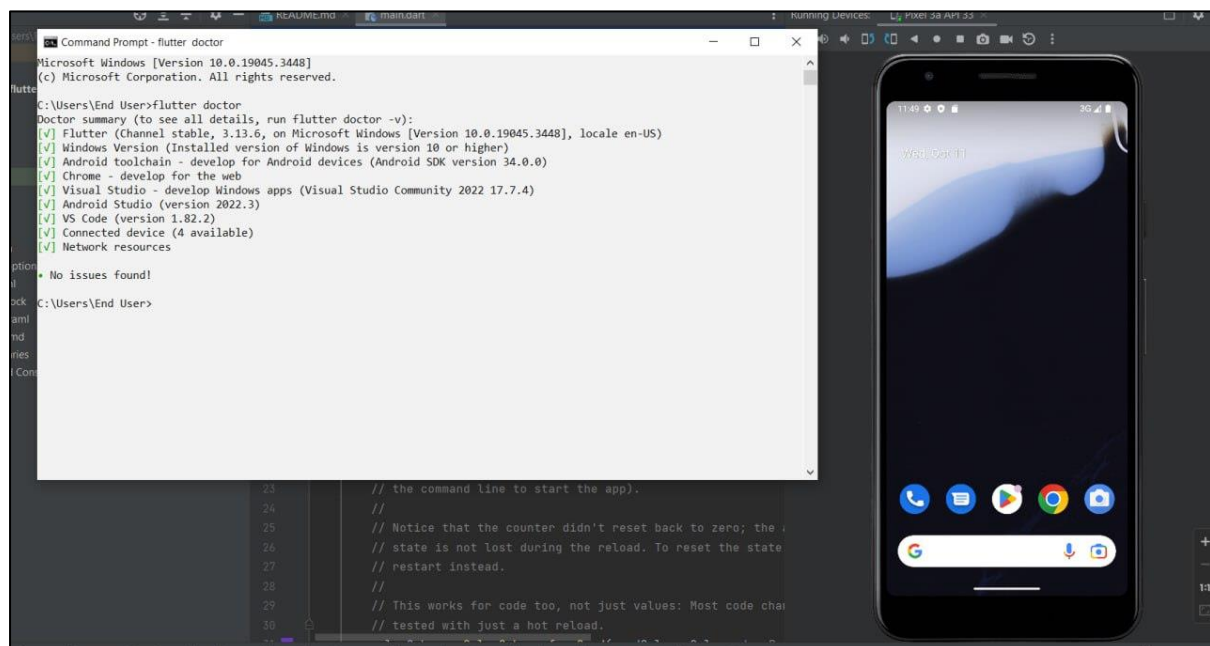 README.md
main.dart
Running Devices:
Pixel 3a API 33
Command Prompt - flutter doctor
Microsoft Windows [Version 10.0.19045.3448]
(c) Microsoft Corporation. All rights reserved.
C:\Users\End User>flutter doctor
Doctor summary (to see all details, run flutter doctor -v):
[√] Flutter (Channel stable, 3.13.6, on Microsoft Windows [Version 10.0.19045.3448], locale en-US)
[√] Windows Version (Installed version of Windows is version 10 or higher)
[√] Android toolchain - develop for Android devices (Android SDK version 34.0.0)
[√] Chrome - develop for the web
[√] Visual Studio - develop Windows apps (Visual Studio Community 2022 17.7.4)
[√] Android Studio (version 2022.3)
[√] VS Code (version 1.82.2)
[√] Connected device (4 available)
[√] Network resources
• No issues found!
C:\Users\End User>
23 // the command line to start the app).
24 //
25 // Notice that the counter didn't reset back to zero; the
26 // state is not lost during the reload. To reset the state
27 // restart instead.
28 //
29 // This works for code too, not just values: Most code
30 // tested with just a hot reload.
11:49
3G
Wed, Oct 11
G
1:1